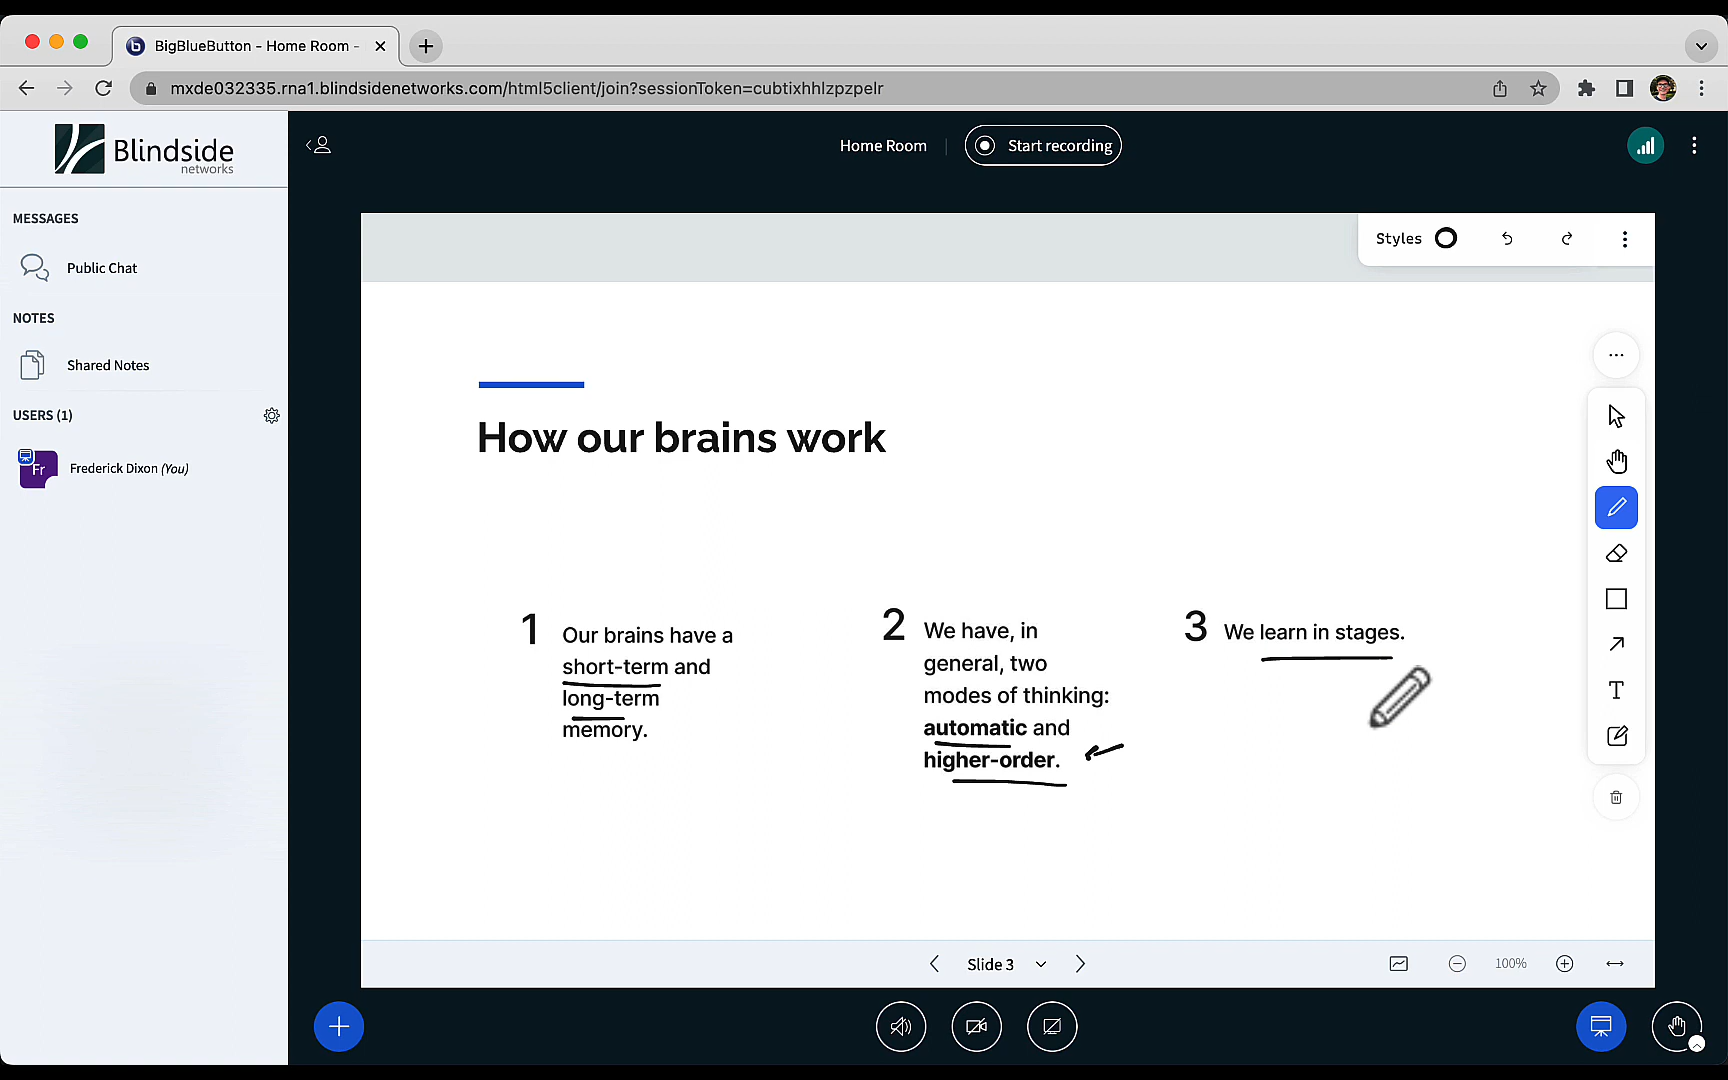 BigBlueButton - Home Room -
mxde032335.rna1.blindsidenetworks.com/html5client/join?sessionToken=cubtixhhlzpzpelr
Blindside
networks
Home Room
Start recording
MESSAGES
Public Chat
NOTES
Shared Notes
USERS (1)
Fr
Frederick Dixon (You)
Styles
How our brains work
1
Our brains have a
short-term and
long-term
memory.
2
We have, in
general, two
modes of thinking:
automatic and
higher-order.
3
We learn in stages.
T
Slide 3
100%